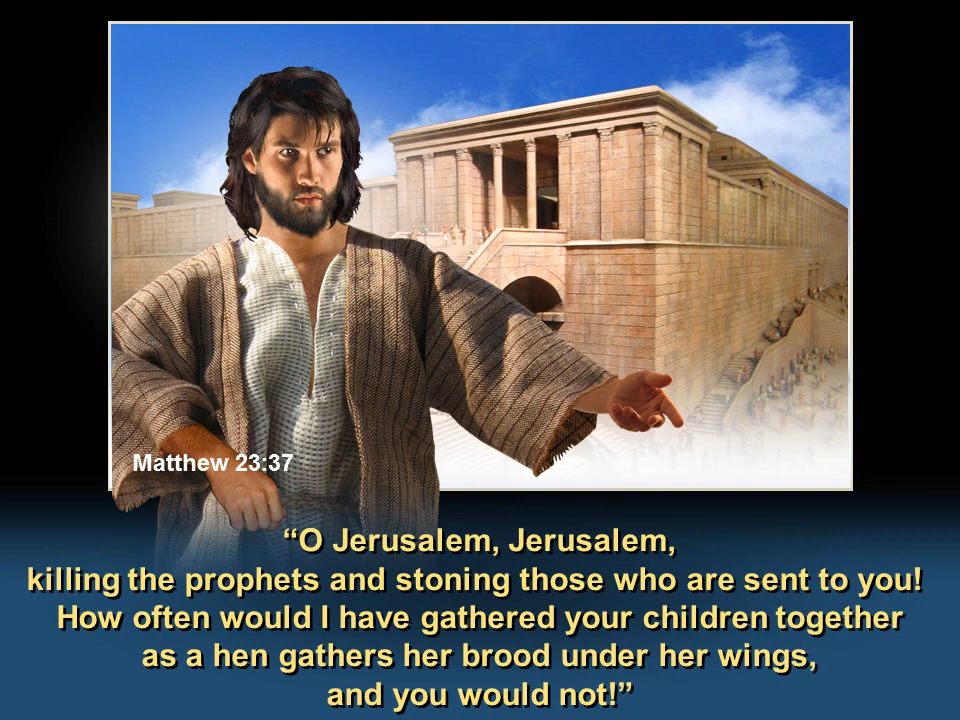 Matthew 23:37
“O Jerusalem, Jerusalem,
killing the prophets and stoning those who are sent to you!
How often would I have gathered your children together
as a hen gathers her brood under her wings,
and you would not!”